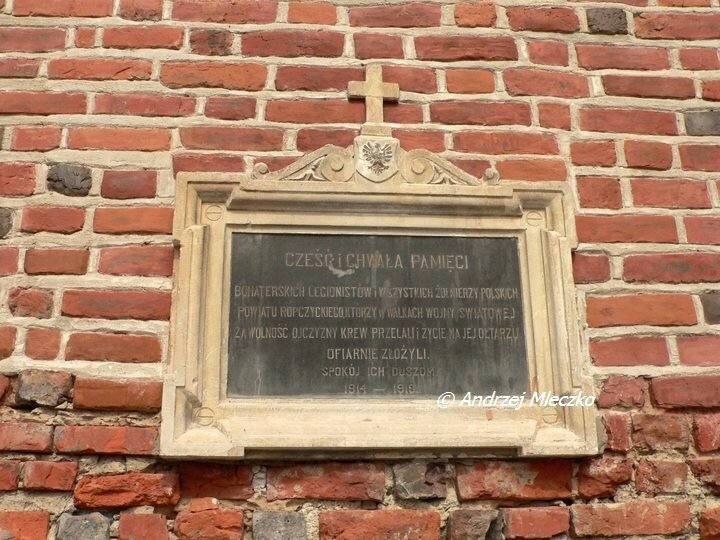 CZEŚĆ I CHWAŁA PAMIĘCI
BOHATERSKICH LEGIONISTÓW I WSZYSTKICH ŻOŁNIERZY POLSKICH
POWIATU ROPCZYCKIEGO, KTÓRZY W WALKACH WOJNY ŚWIATOWEJ
ZA WOLNOŚĆ OJCZYZNY KREW PRZELALI I ŻYCIE NA JEJ OŁTARZU
OFIARNIE ZŁOŻYLI.
SPOKÓJ ICH DUSZOM.
1914 — 1919
© Andrzej Mleczko